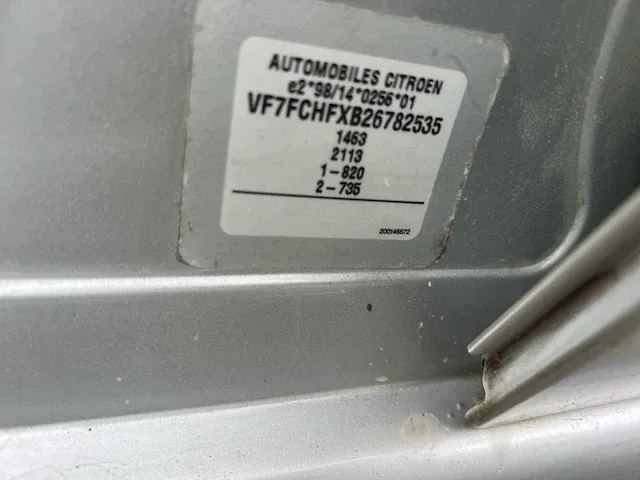 AUTOMOBILES CITROEN
e2*98/14*0256*01
VF7FCHFXB26782535
1463
2113
1-820
2-735
200146672